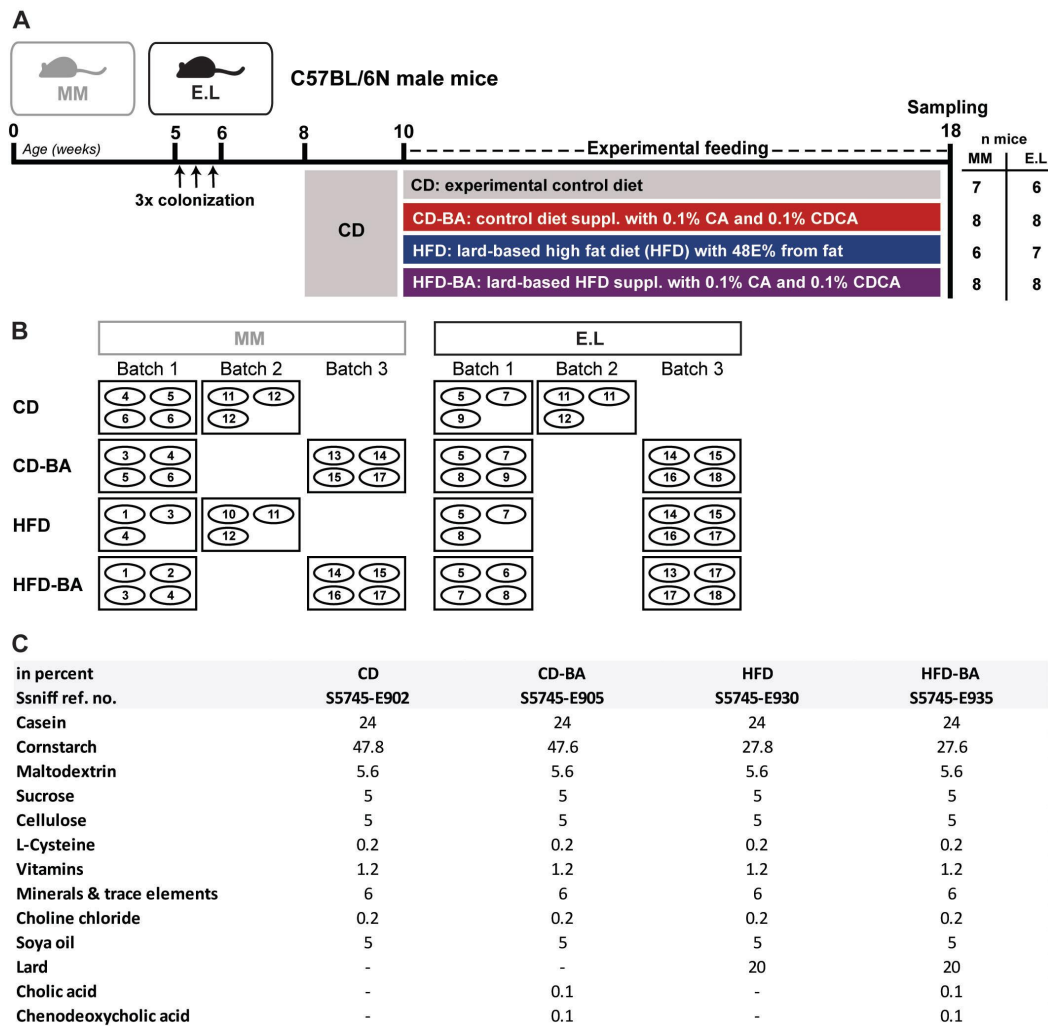 A
MM
E.L
C57BL/6N male mice
Sampling
0 5 6 8 10 18
Age (weeks)
Experimental feeding
n mice
MM E.L
3x colonization
CD
CD: experimental control diet 7 6
CD-BA: control diet suppl. with 0.1% CA and 0.1% CDCA 8 8
HFD: lard-based high fat diet (HFD) with 48E% from fat 6 7
HFD-BA: lard-based HFD suppl. with 0.1% CA and 0.1% CDCA 8 8
B
MM E.L
Batch 1 Batch 2 Batch 3 Batch 1 Batch 2 Batch 3
CD
4 5 11 12 5 7 11 11
6 6 12 9 12
CD-BA
3 4 13 14 5 7 14 15
5 6 15 17 8 9 16 18
HFD
1 3 10 11 5 7 14 15
4 12 8 16 17
HFD-BA
1 2 14 15 5 6 13 17
3 4 16 17 7 8 17 18
C
in percent CD CD-BA HFD HFD-BA
Ssniff ref. no. S5745-E902 S5745-E905 S5745-E930 S5745-E935
Casein 24 24 24 24
Cornstarch 47.8 47.6 27.8 27.6
Maltodextrin 5.6 5.6 5.6 5.6
Sucrose 5 5 5 5
Cellulose 5 5 5 5
L-Cysteine 0.2 0.2 0.2 0.2
Vitamins 1.2 1.2 1.2 1.2
Minerals & trace elements 6 6 6 6
Choline chloride 0.2 0.2 0.2 0.2
Soya oil 5 5 5 5
Lard - - 20 20
Cholic acid - 0.1 - 0.1
Chenodeoxycholic acid - 0.1 - 0.1